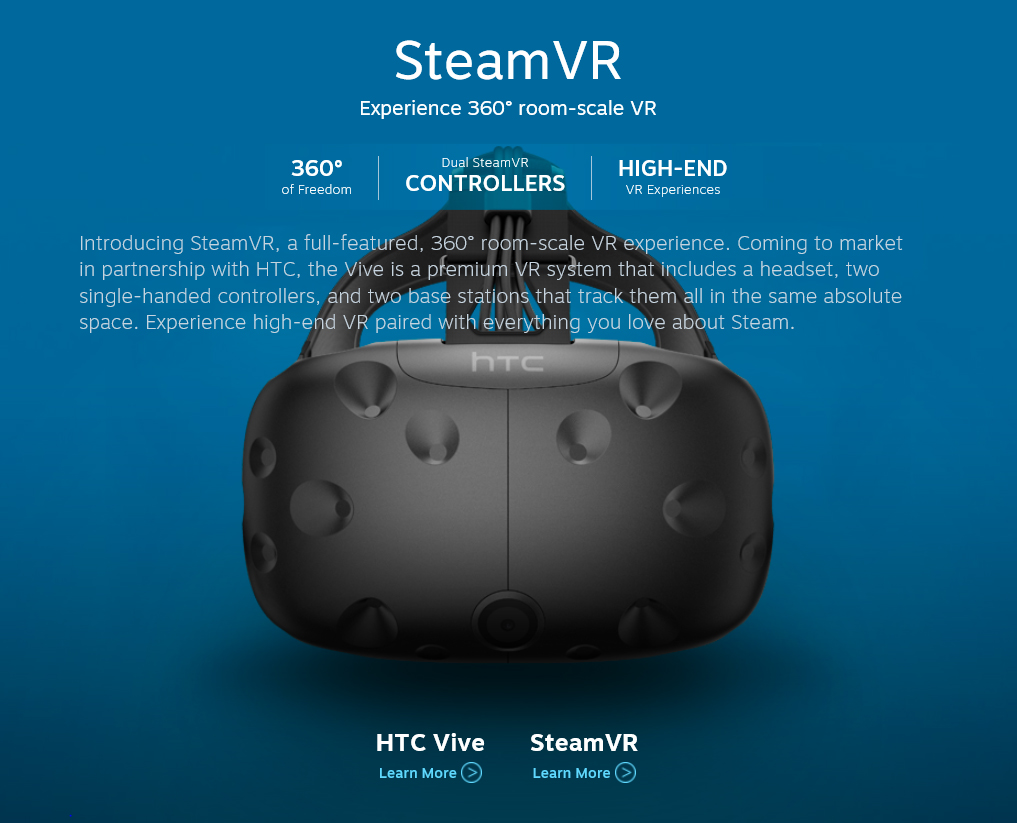 SteamVR
Experience 360° room-scale VR
360°
of Freedom
Dual SteamVR
CONTROLLERS
HIGH-END
VR Experiences
Introducing SteamVR, a full-featured, 360° room-scale VR experience. Coming to market
in partnership with HTC, the Vive is a premium VR system that includes a headset, two
single-handed controllers, and two base stations that track them all in the same absolute
space. Experience high-end VR paired with everything you love about Steam.
hTC
HTC Vive
Learn More >
SteamVR
Learn More >